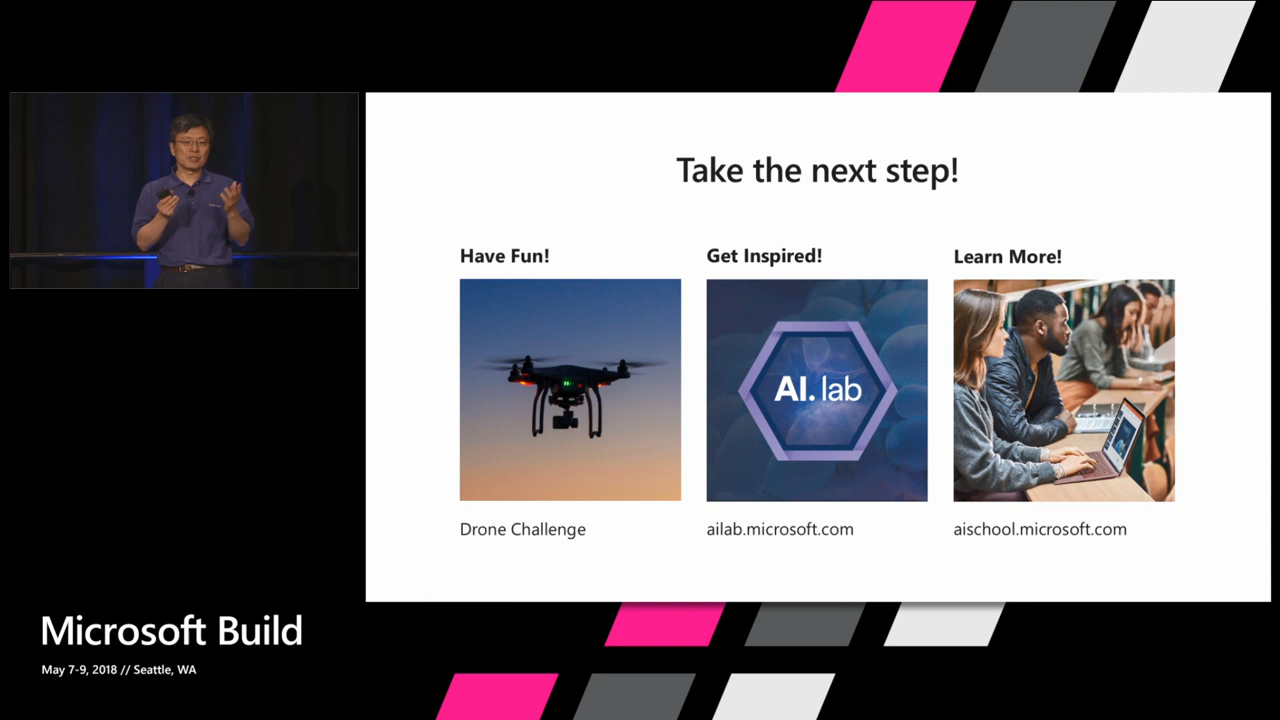 Take the next step!
Have Fun!
Get Inspired!
Learn More!
AI. lab
Drone Challenge
ailab.microsoft.com
aischool.microsoft.com
Microsoft Build
May 7-9, 2018 // Seattle, WA